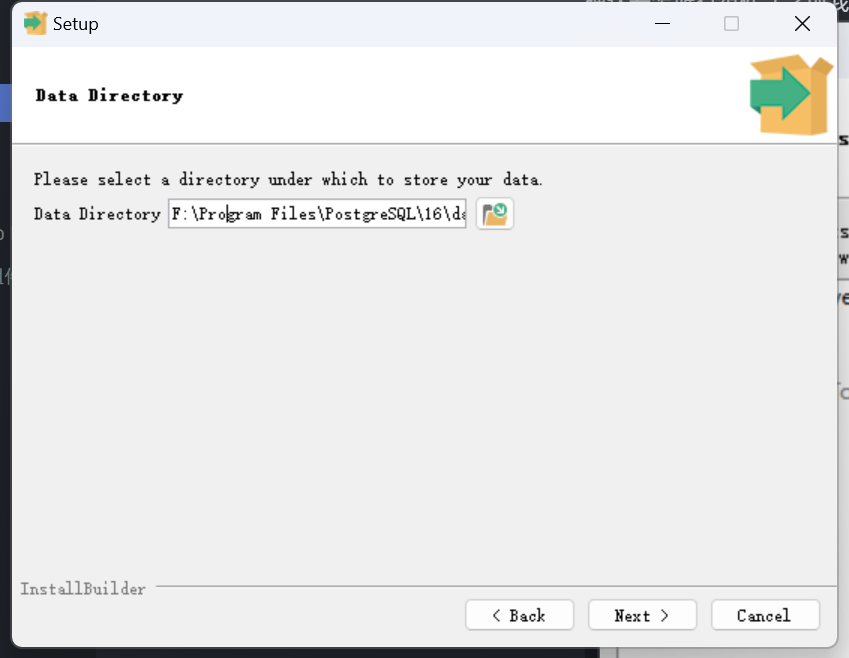 Setup
Data Directory
Please select a directory under which to store your data.
Data Directory F:\Program Files\PostgreSQL\16\da
InstallBuilder
< Back Next > Cancel